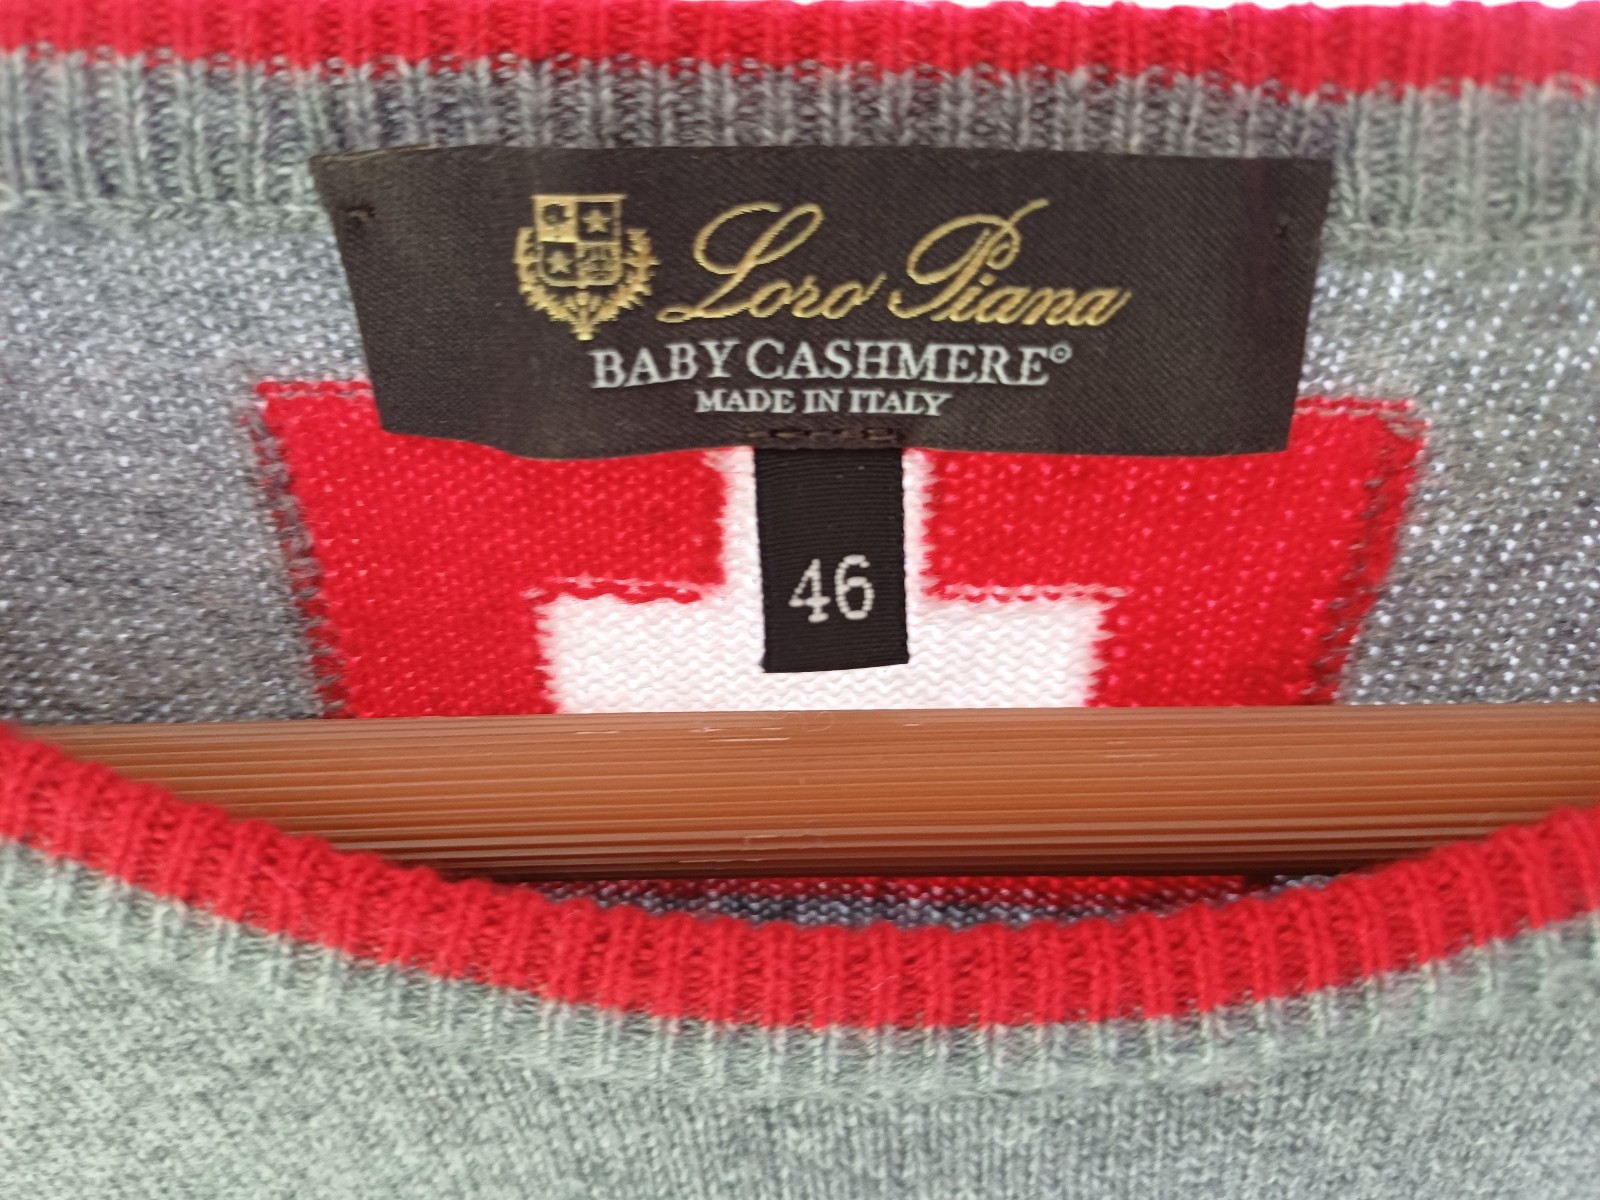 Loro Piana
BABY CASHMERE©
MADE IN ITALY
46